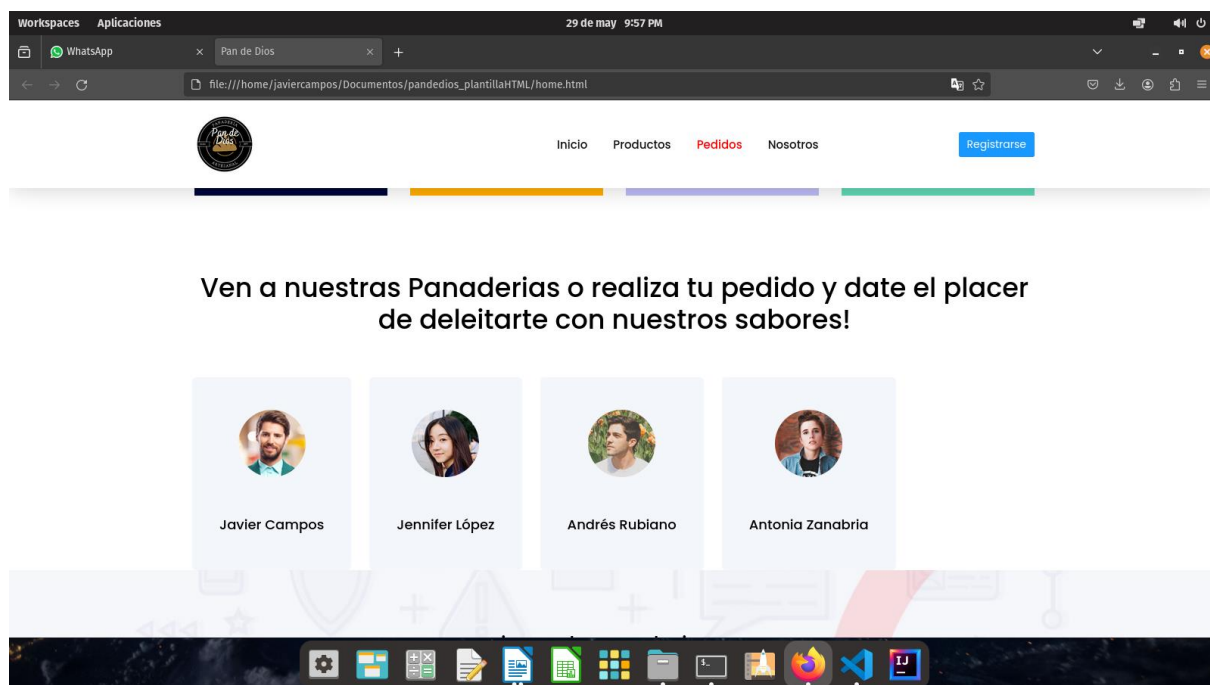 Workspaces Aplicaciones 29 de may 9:57 PM
WhatsApp Pan de Dios
file:///home/javiercampos/Documentos/pandedios_plantillaHTML/home.html
Pan de
Dios
Inicio Productos Pedidos Nosotros Registrarse
Ven a nuestras Panaderias o realiza tu pedido y date el placer
de deleitarte con nuestros sabores!
Javier Campos Jennifer López Andrés Rubiano Antonia Zanabria